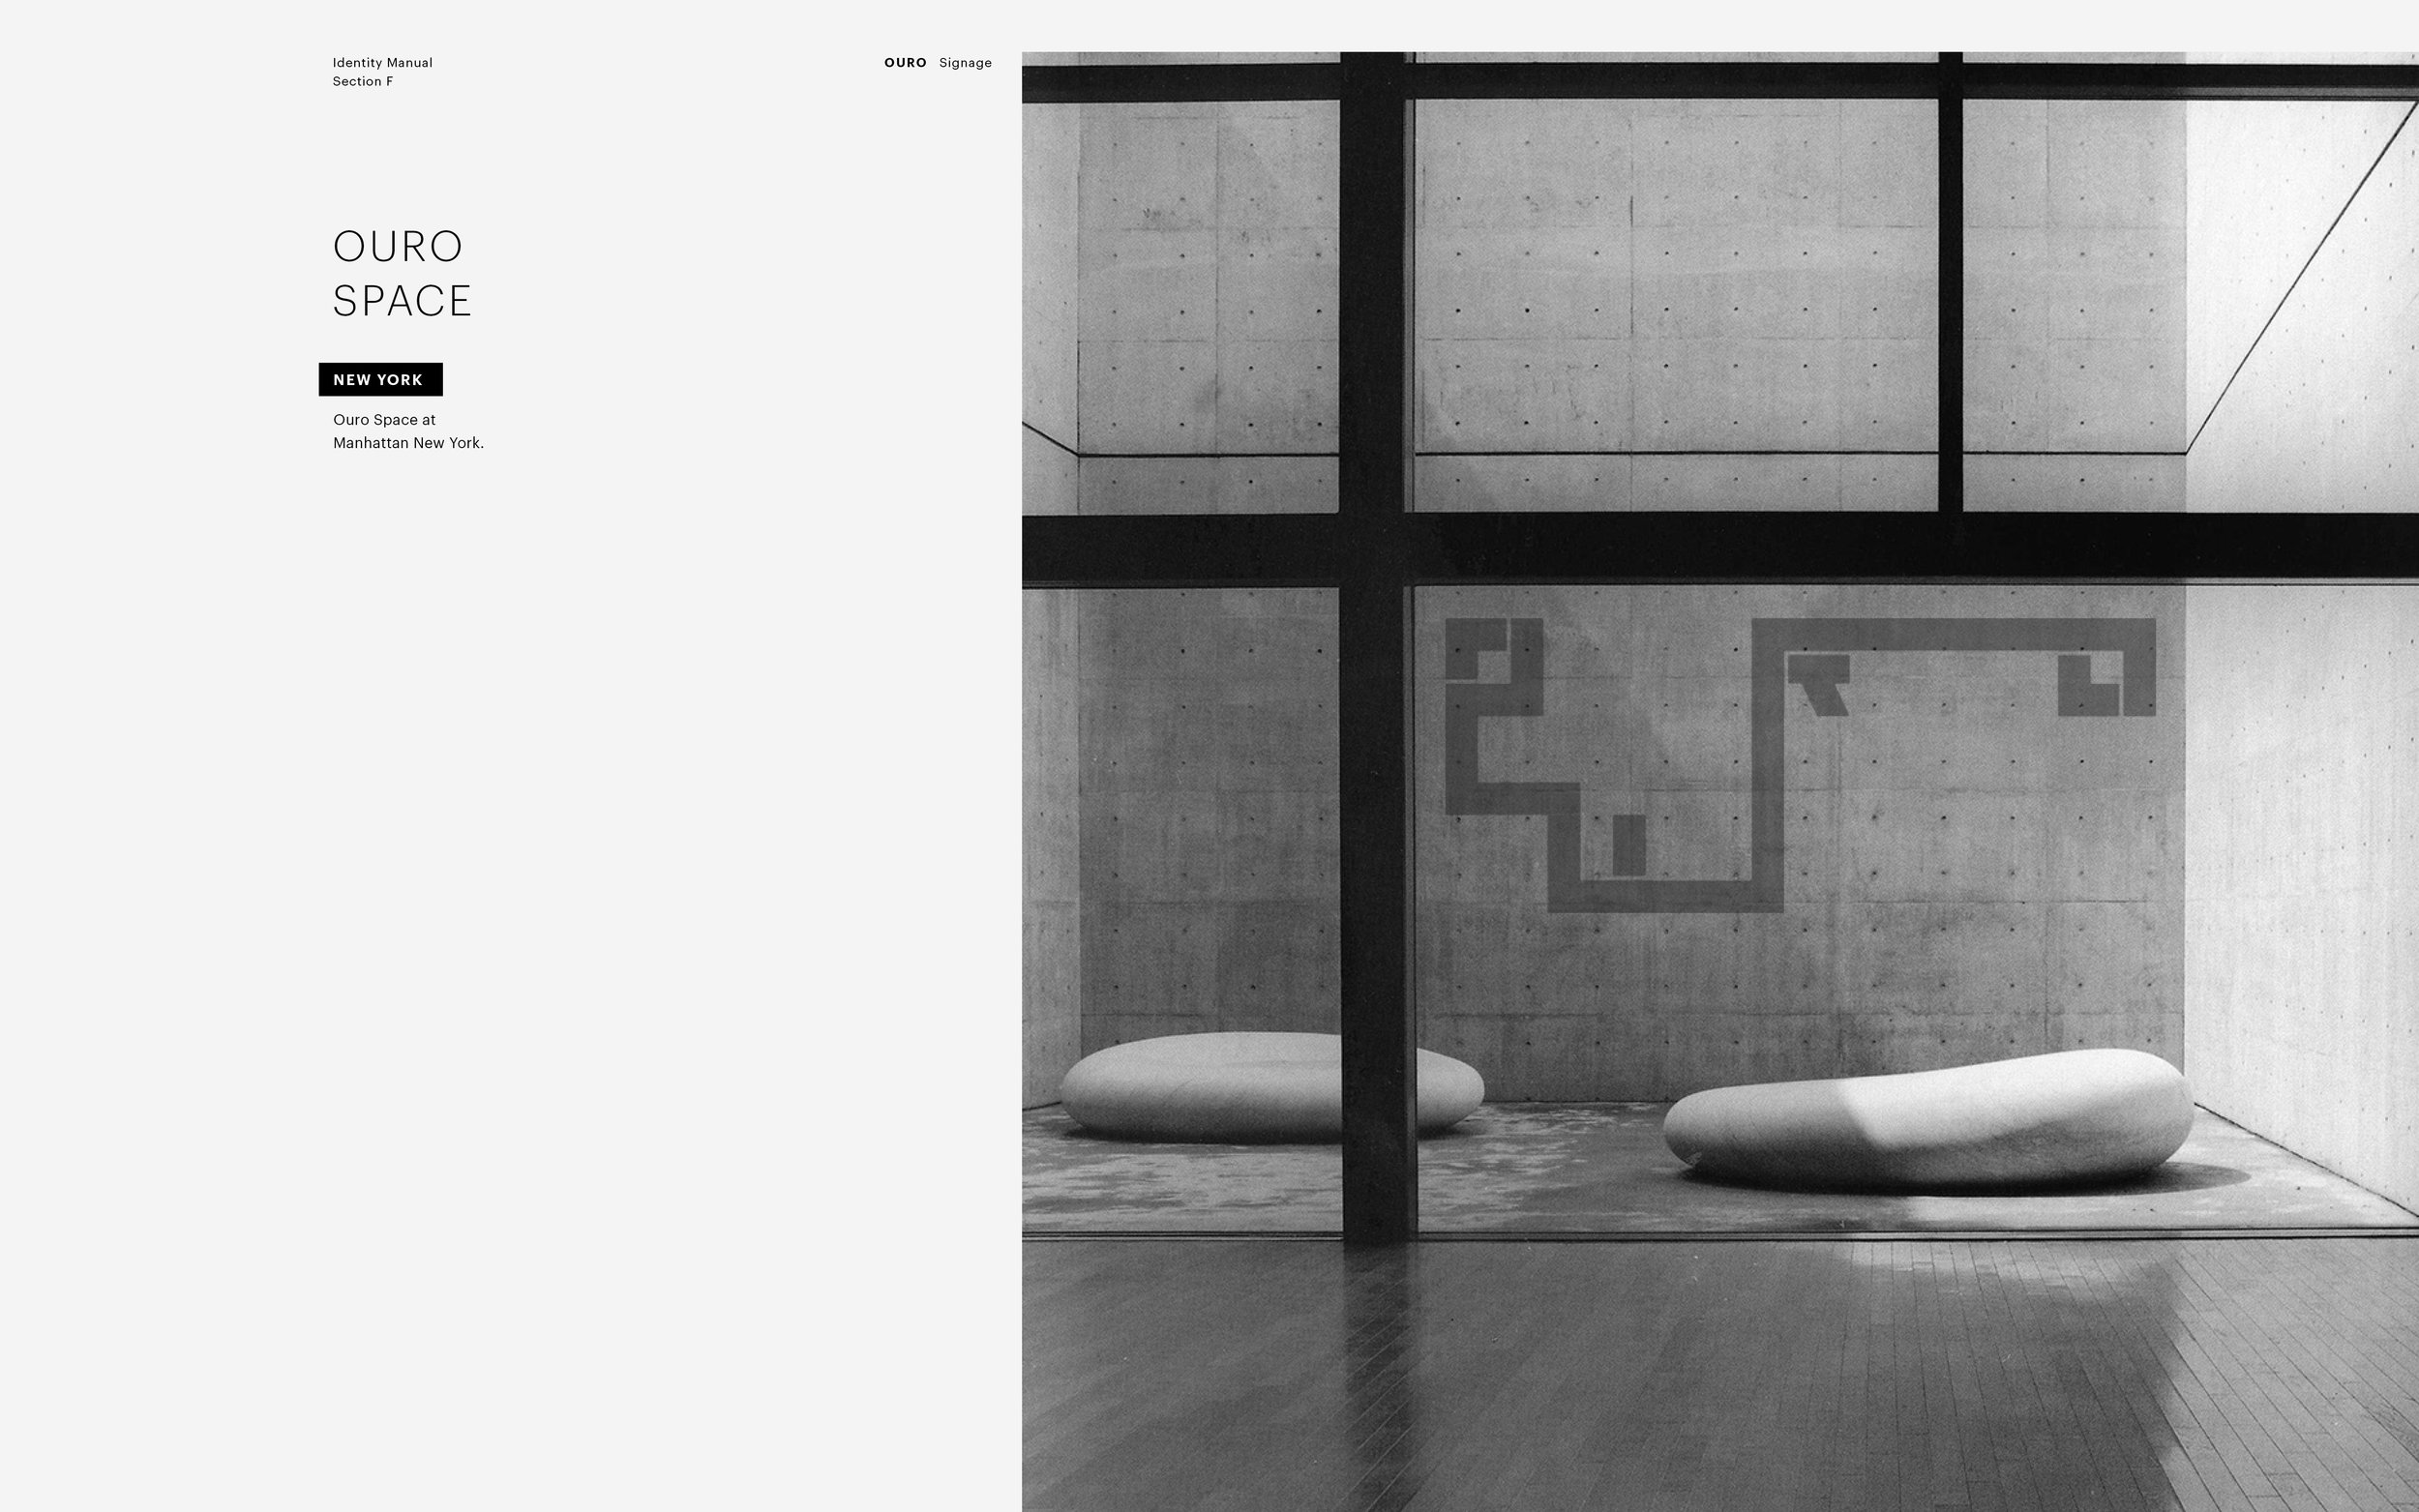 Identity Manual
Section F
OURO Signage
OURO
SPACE
NEW YORK
Ouro Space at
Manhattan New York.